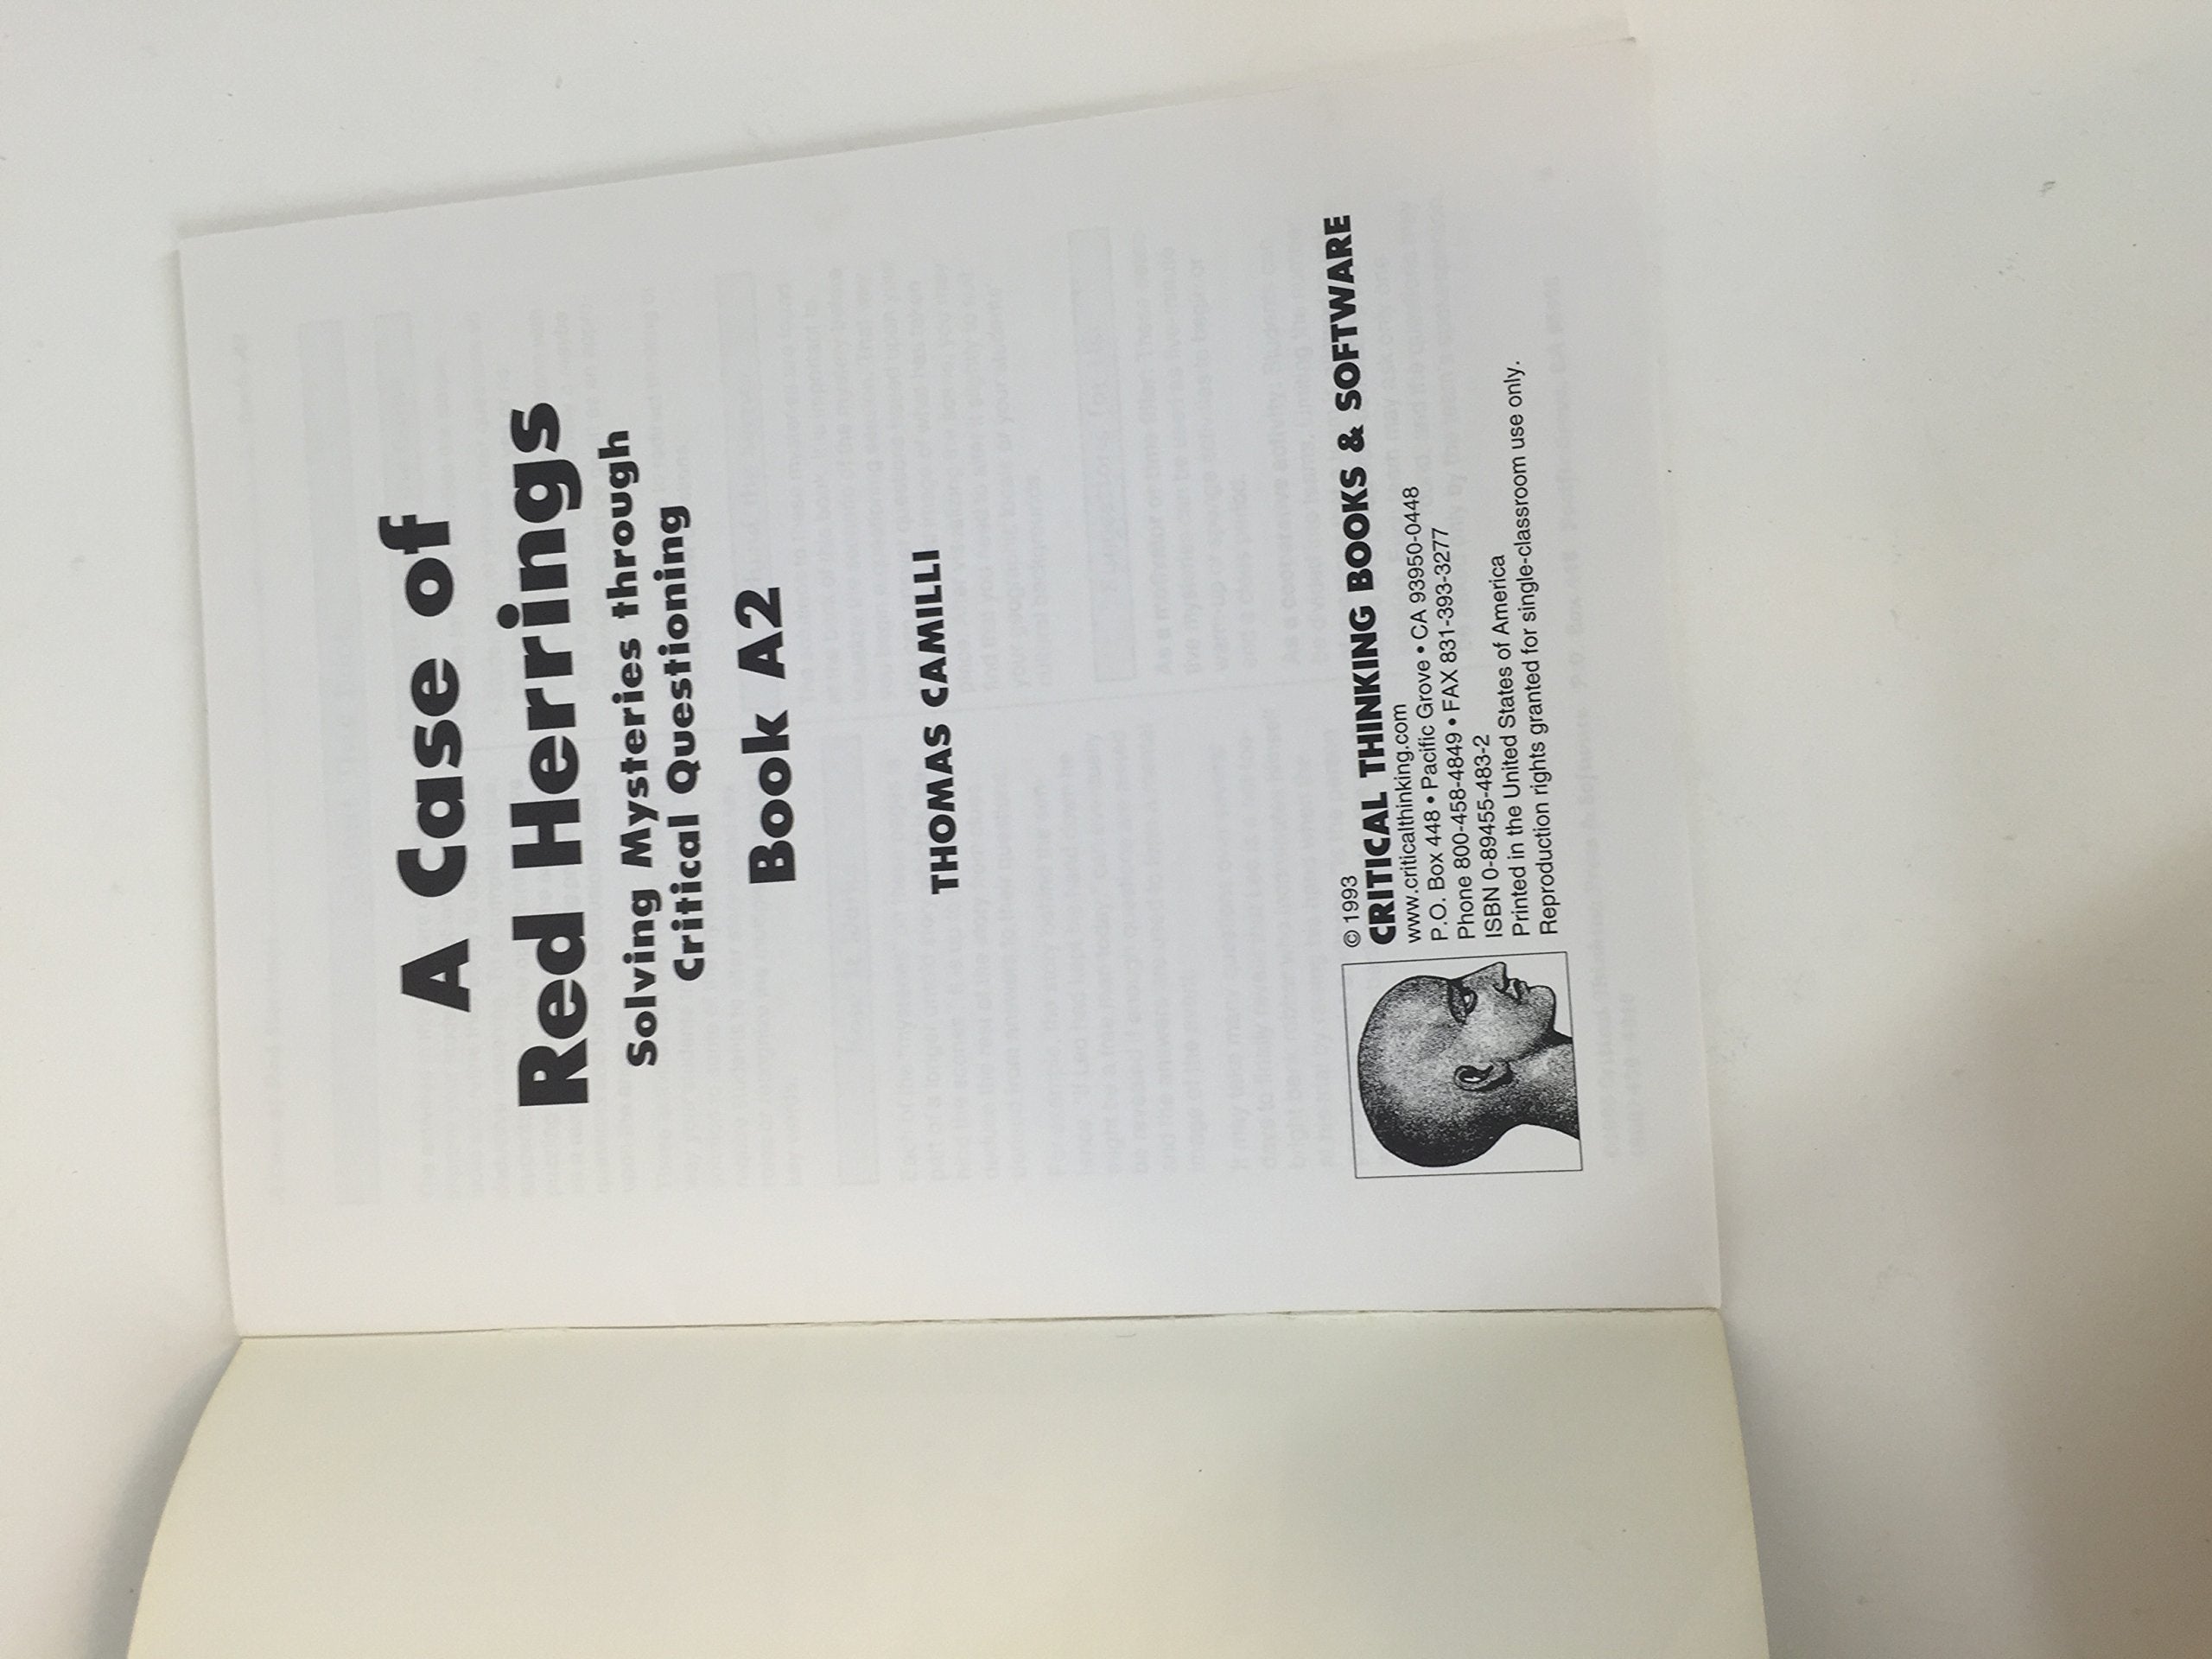 A Case of
Red Herrings
Solving Mysteries through
Critical Questioning
Book A2
THOMAS CAMILLI
© 1993
CRITICAL THINKING BOOKS & SOFTWARE
www.criticalthinking.com
P.O. Box 448 • Pacific Grove • CA 93950-0448
Phone 800-458-4849 • FAX 831-393-3277
ISBN 0-89455-483-2
Printed in the United States of America
Reproduction rights granted for single-classroom use only.